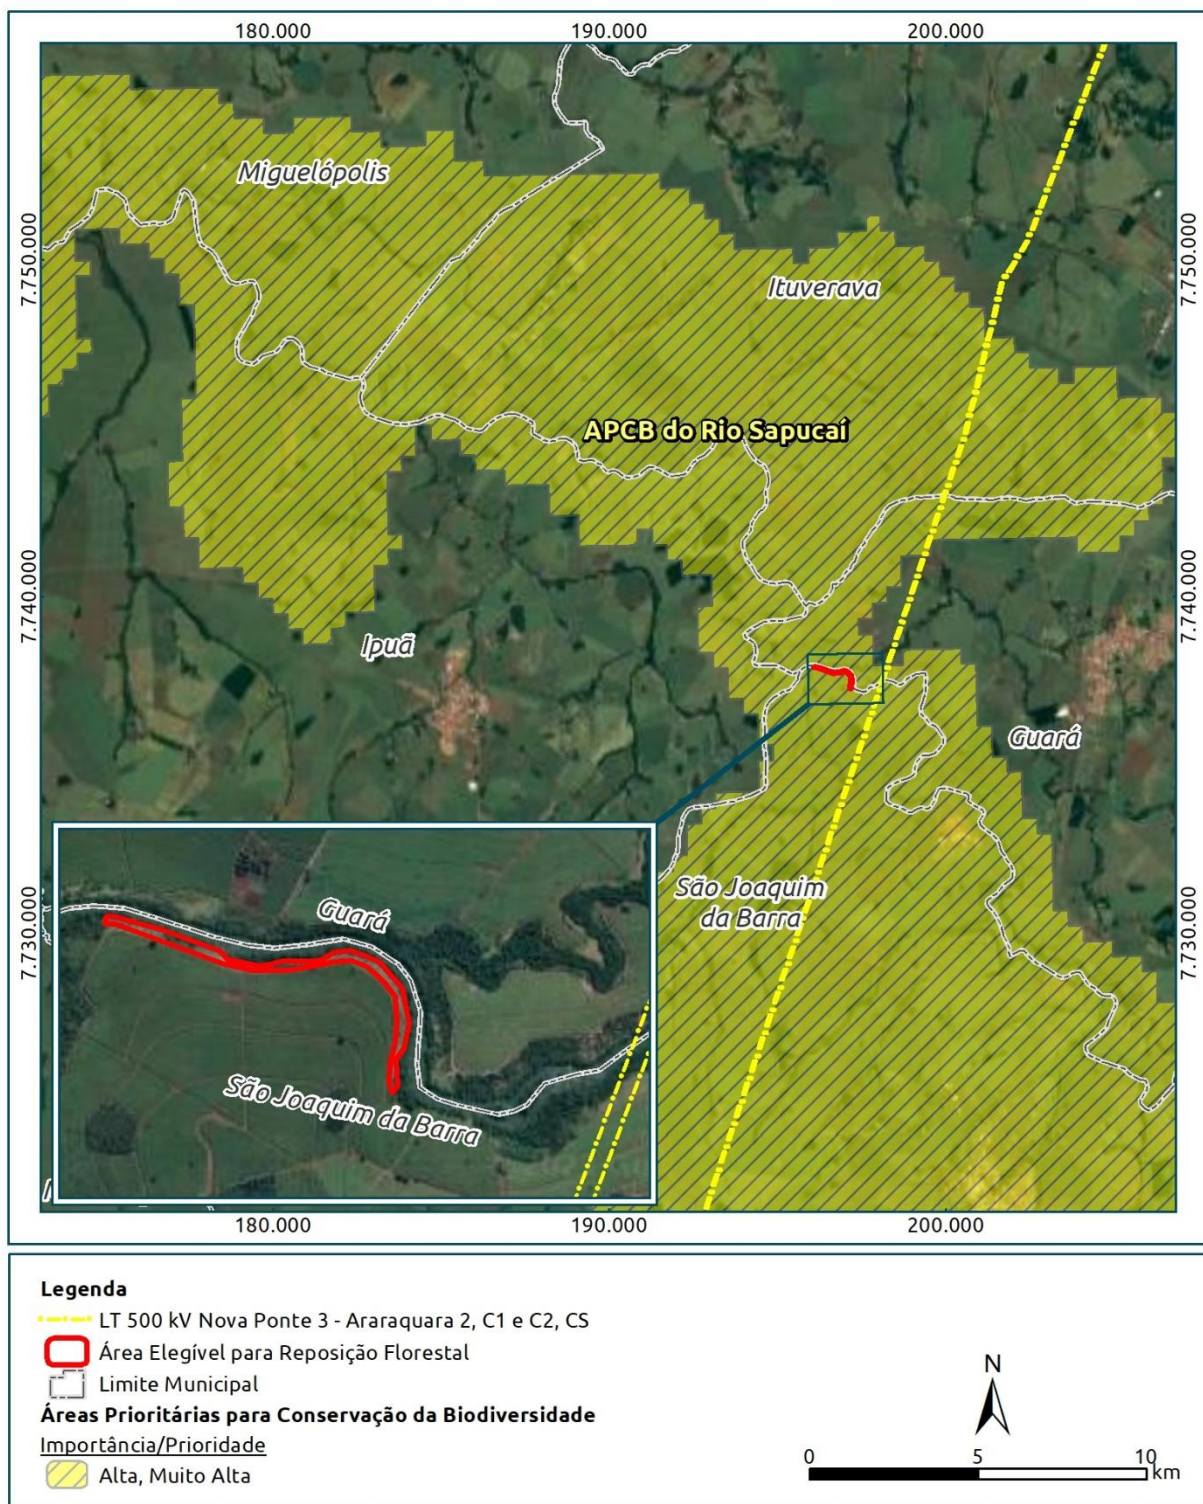 180.000
190.000
200.000
7.750.000
7.750.000
Miguelópolis
Ituverava
APCB do Rio Sapucaí
7.740.000
7.740.000
Ipuã
Guará
São Joaquim
da Barra
7.730.000
7.730.000
Guará
São Joaquim da Barra
180.000
190.000
200.000
Legenda
LT 500 kV Nova Ponte 3 - Araraquara 2, C1 e C2, CS
Área Elegível para Reposição Florestal
Limite Municipal
Áreas Prioritárias para Conservação da Biodiversidade
Importância/Prioridade
Alta, Muito Alta
N
0
5
10
km